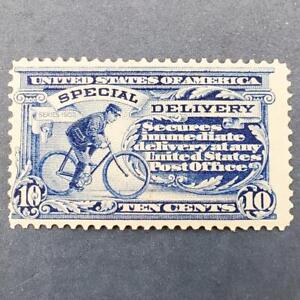 UNITED STATES OF AMERICA
SPECIAL DELIVERY
SERIES 1902
Secures
immediate
delivery at any
United States
Post Office
10 TEN CENTS 10